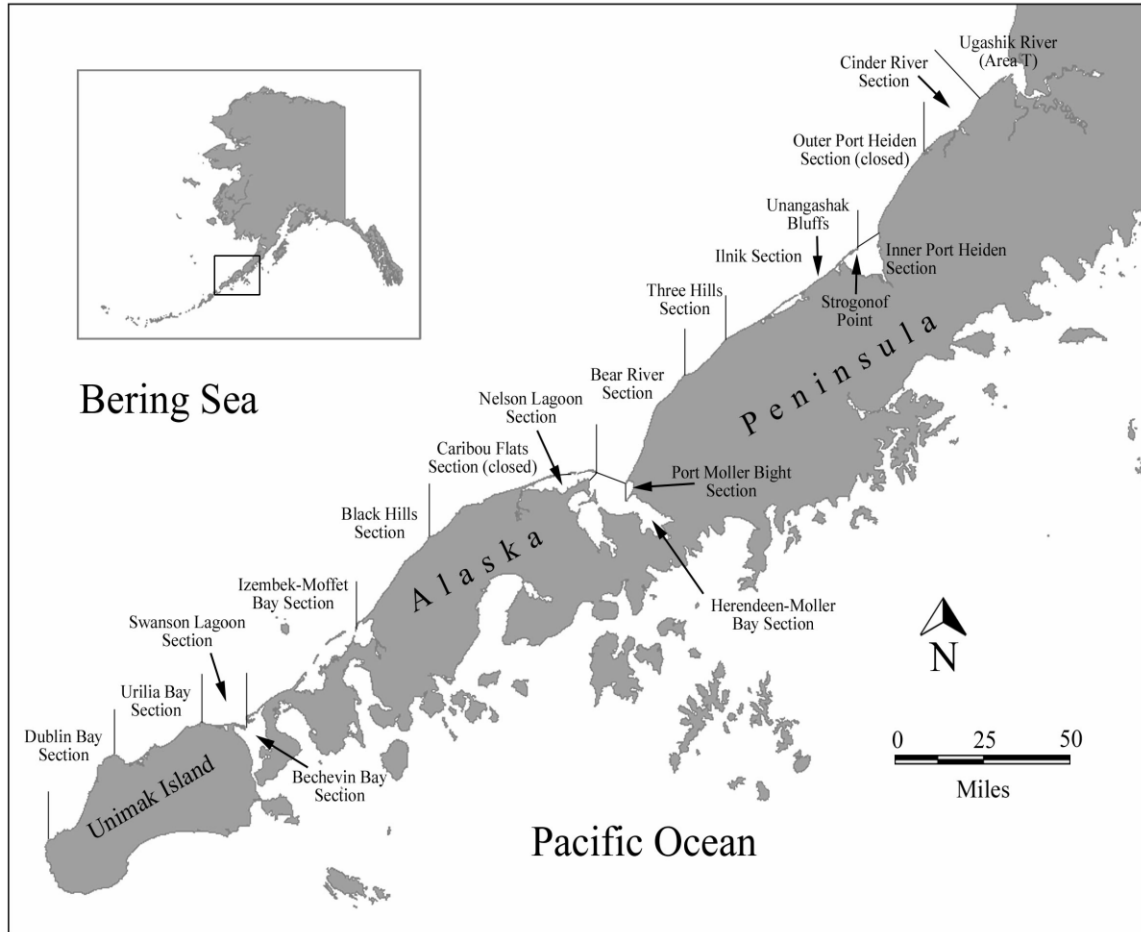 Ugashik River
(Area T)
Cinder River
Section
Outer Port Heiden
Section (closed)
Unangashak
Bluffs
Ilnik Section
Inner Port Heiden
Section
Strogonof
Point
Three Hills
Section
Bear River
Section
Peninsula
Bering Sea
Nelson Lagoon
Section
Caribou Flats
Section (closed)
Port Moller Bight
Section
Black Hills
Section
Alaska
Izembek-Moffet
Bay Section
Herendeen-Moller
Bay Section
Swanson Lagoon
Section
N
Urilia Bay
Section
Dublin Bay
Section
Bechevin Bay
Section
Unimak Island
0 25 50
Miles
Pacific Ocean